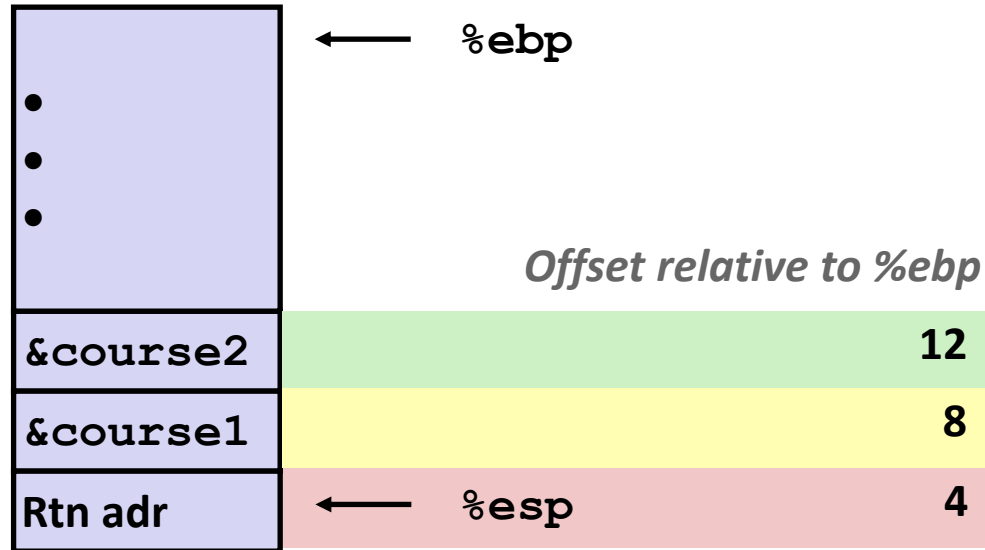 %ebp
Offset relative to %ebp
&course2 12
&course1 8
Rtn adr %esp 4